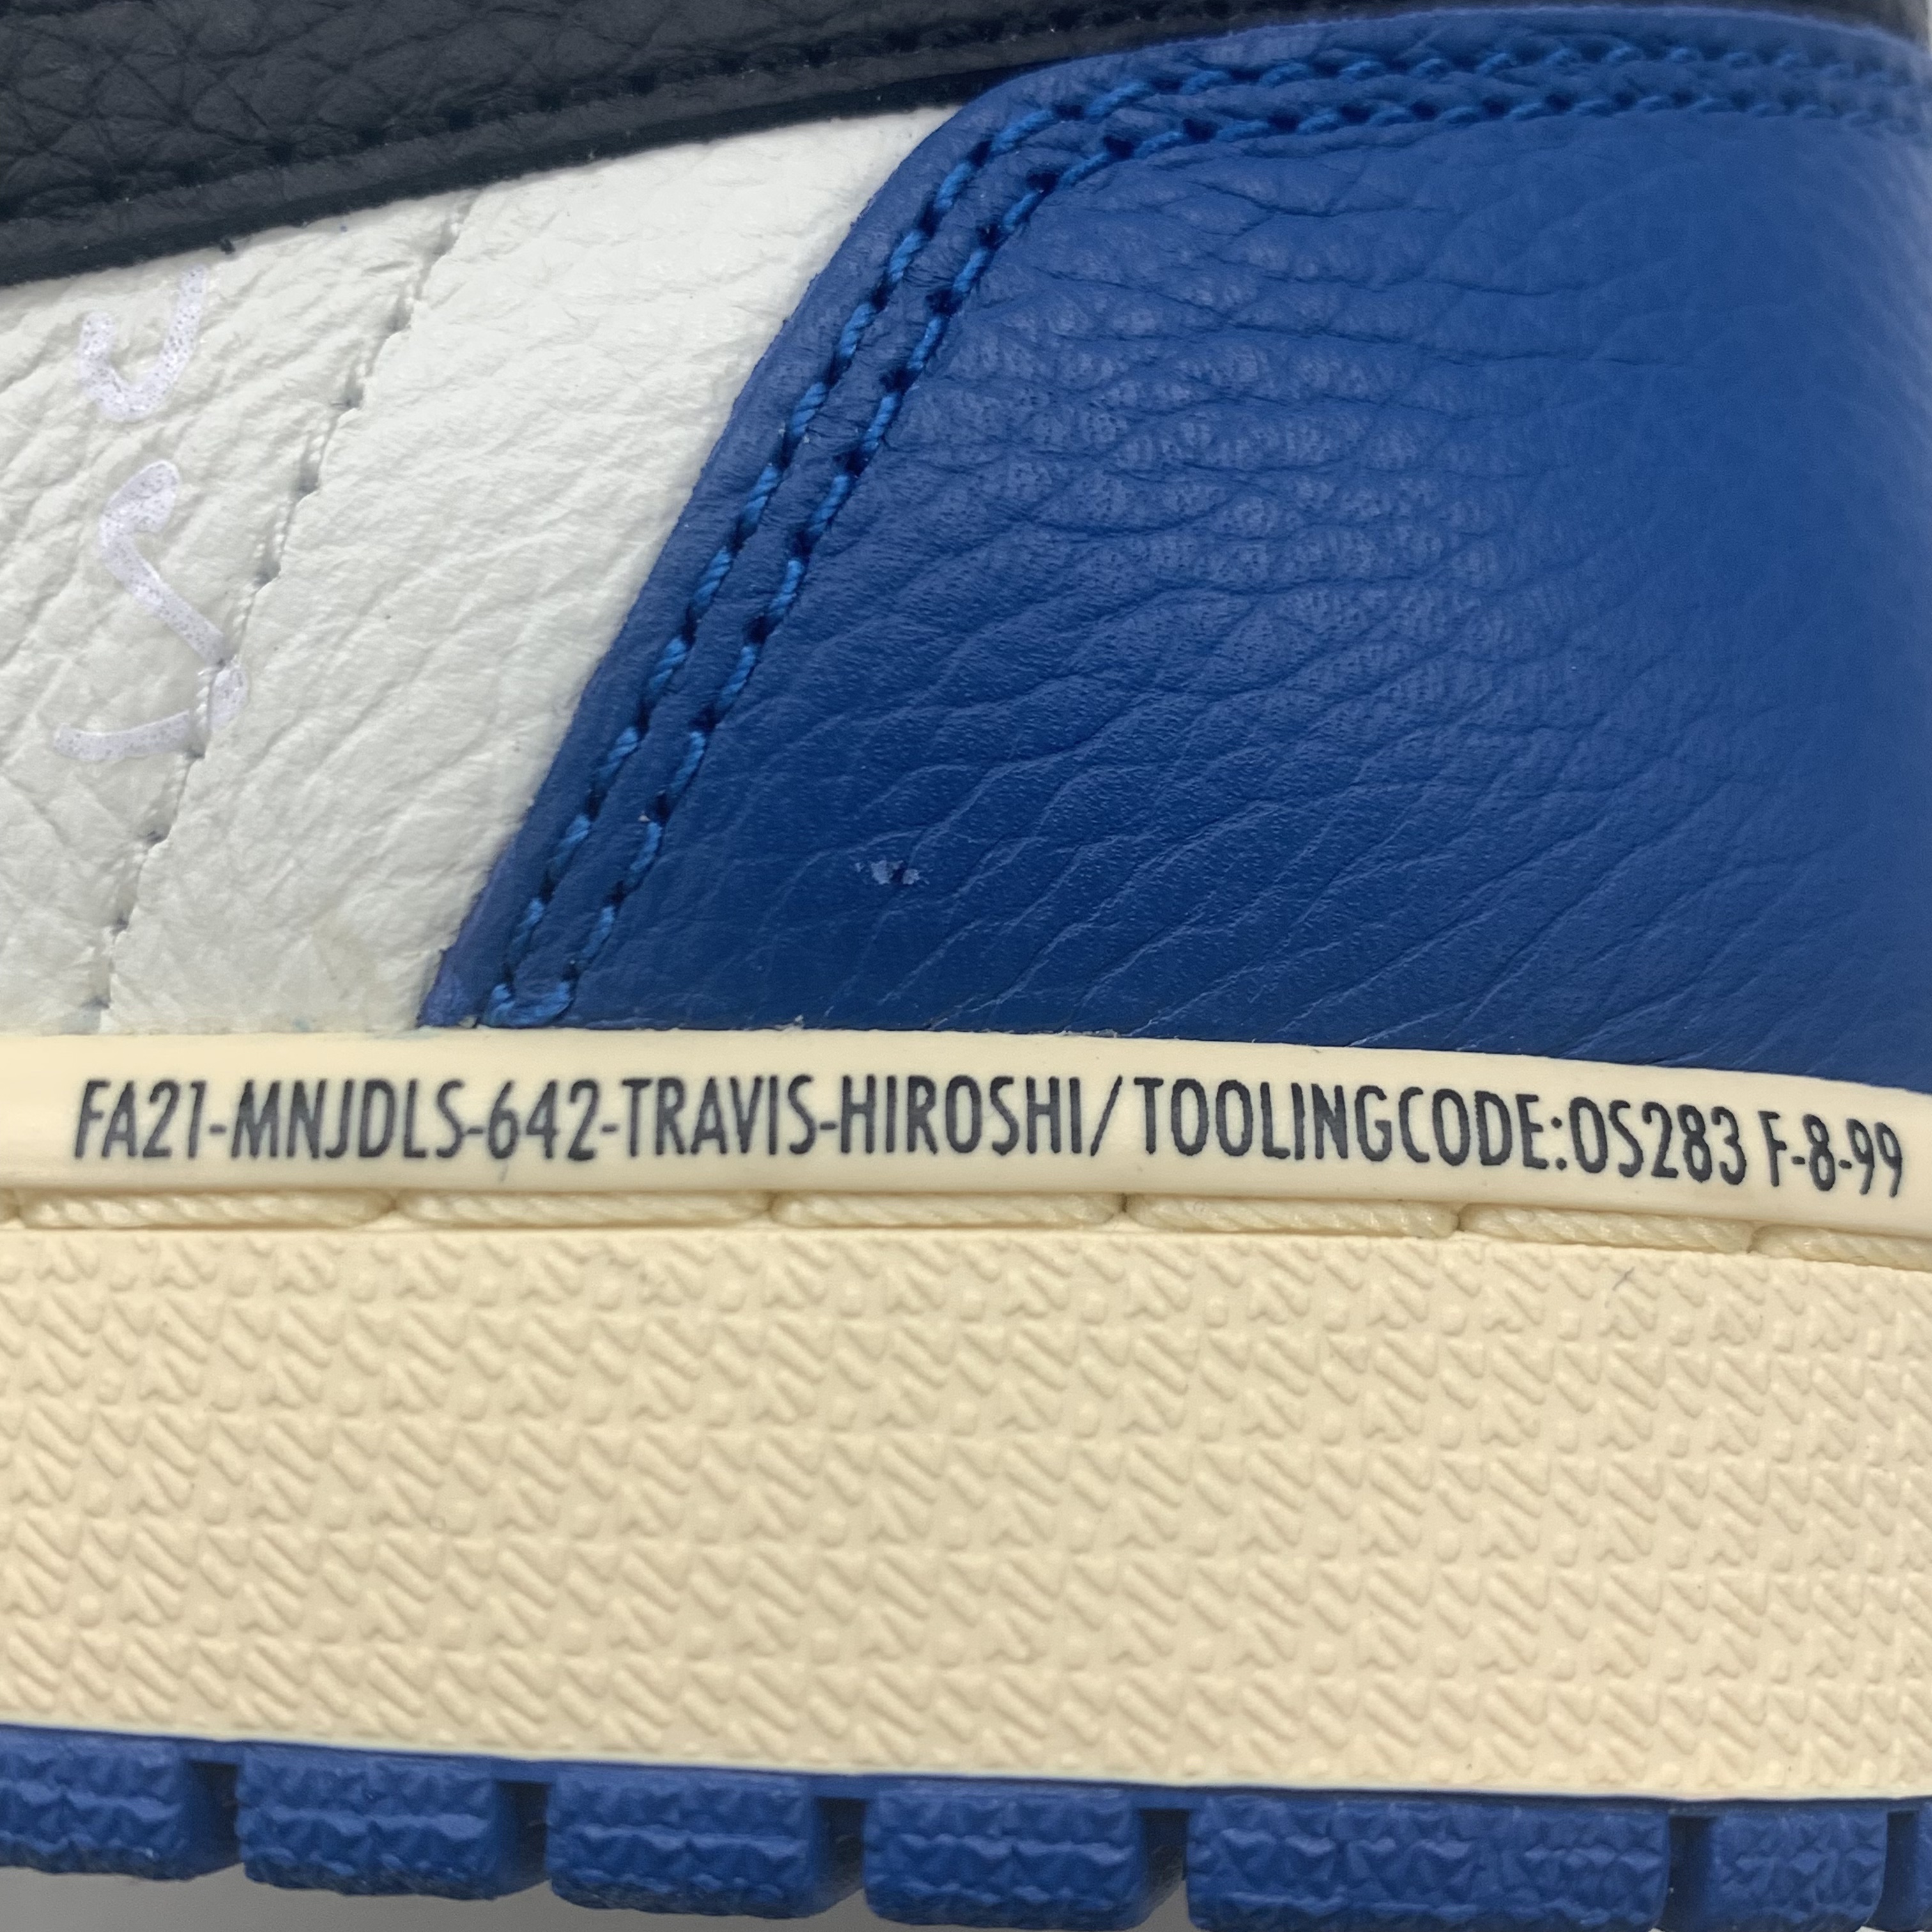 FA21-MNJDLS-642-TRAVIS-HIROSHI/TOOLINGCODE:OS283 F-8-99